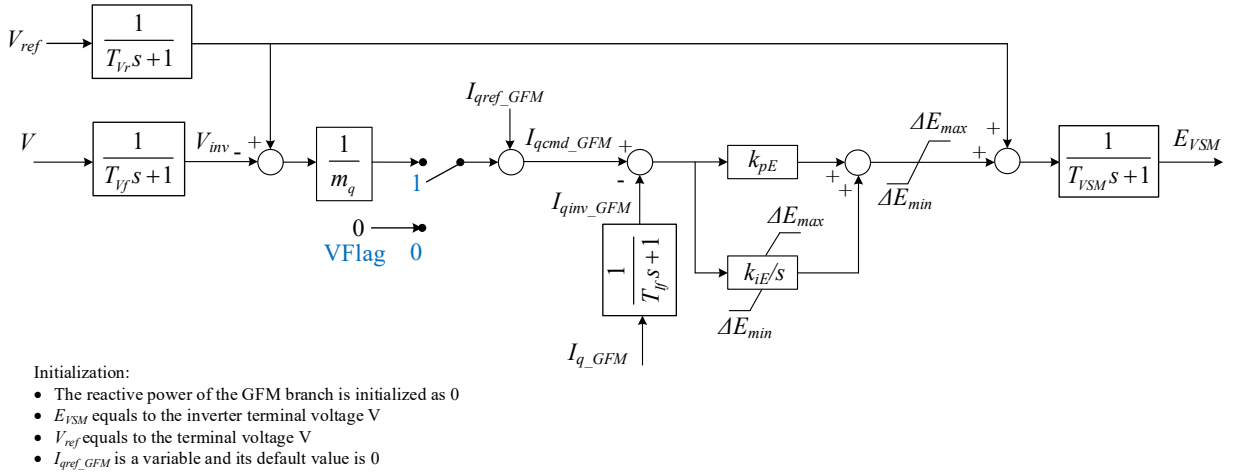 V_ref
1
T_Vr s+1
V
1
T_Vf s+1
V_inv
-
+
1
m_q
1
0
VFlag 0
I_qref_GFM
I_qcmd_GFM
+
-
I_qinv_GFM
1
T_If s+1
I_q_GFM
k_pE
ΔE_max
k_iE/s
ΔE_min
+
+
ΔE_max
ΔE_min
+
+
1
T_VSM s+1
E_VSM
Initialization:
• The reactive power of the GFM branch is initialized as 0
• E_VSM equals to the inverter terminal voltage V
• V_ref equals to the terminal voltage V
• I_qref_GFM is a variable and its default value is 0